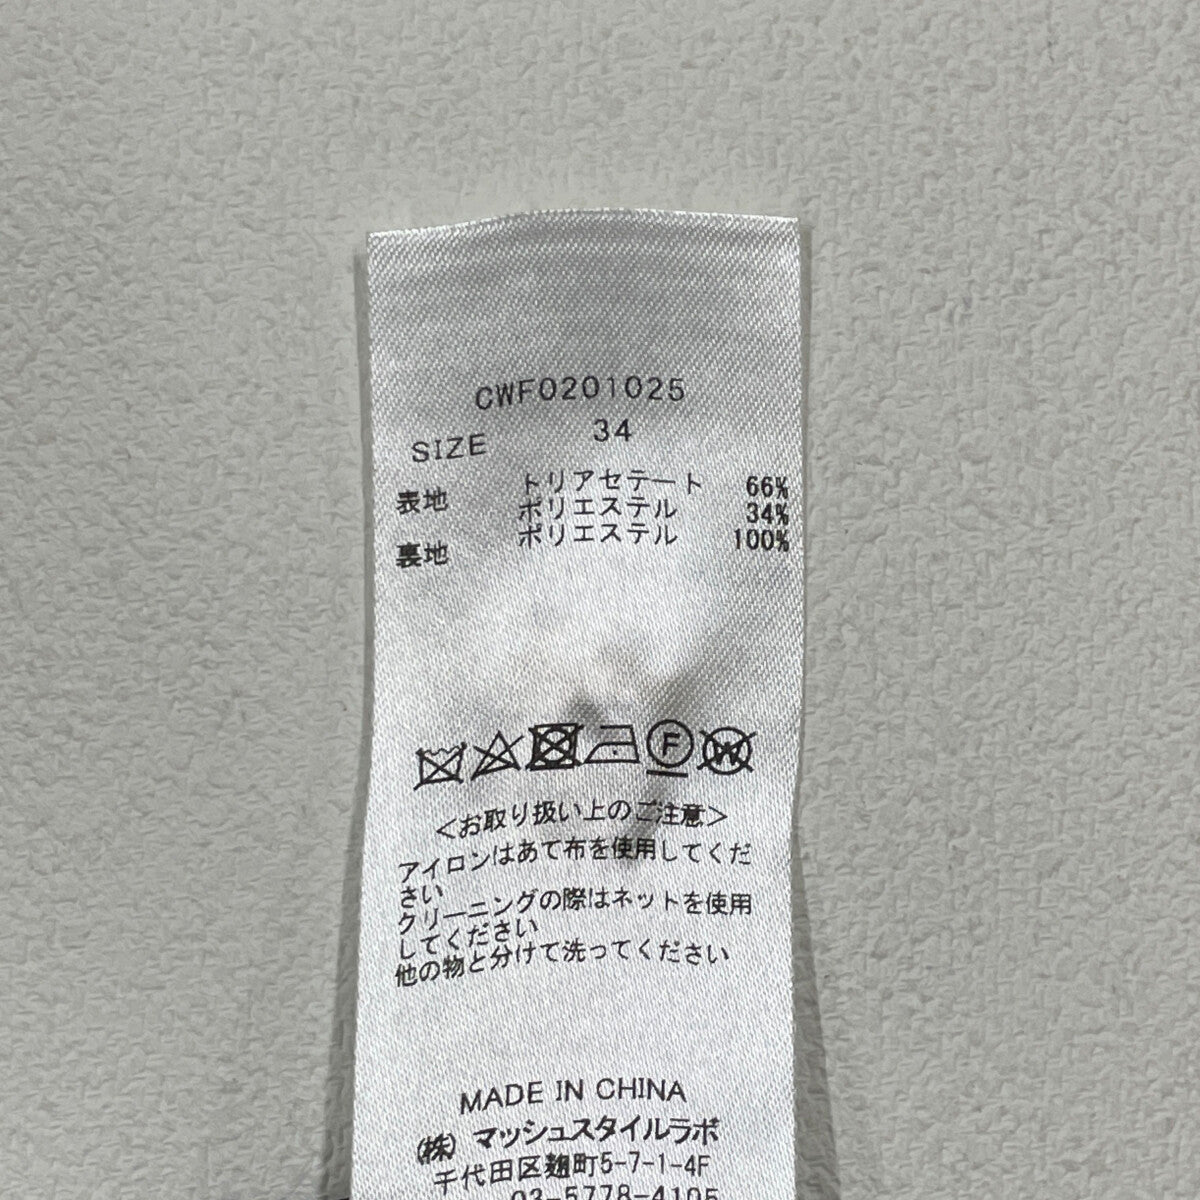 CWF0201025
SIZE 34
表地 トリアセテート 66%
ポリエステル 34%
裏地 ポリエステル 100%
F W
<お取り扱い上のご注意>
アイロンはあて布を使用してくだ
さい
クリーニングの際はネットを使用
してください
他の物と分けて洗ってください
MADE IN CHINA
(株) マッシュスタイルラボ
千代田区麹町5-7-1-4F
03-5778-4105